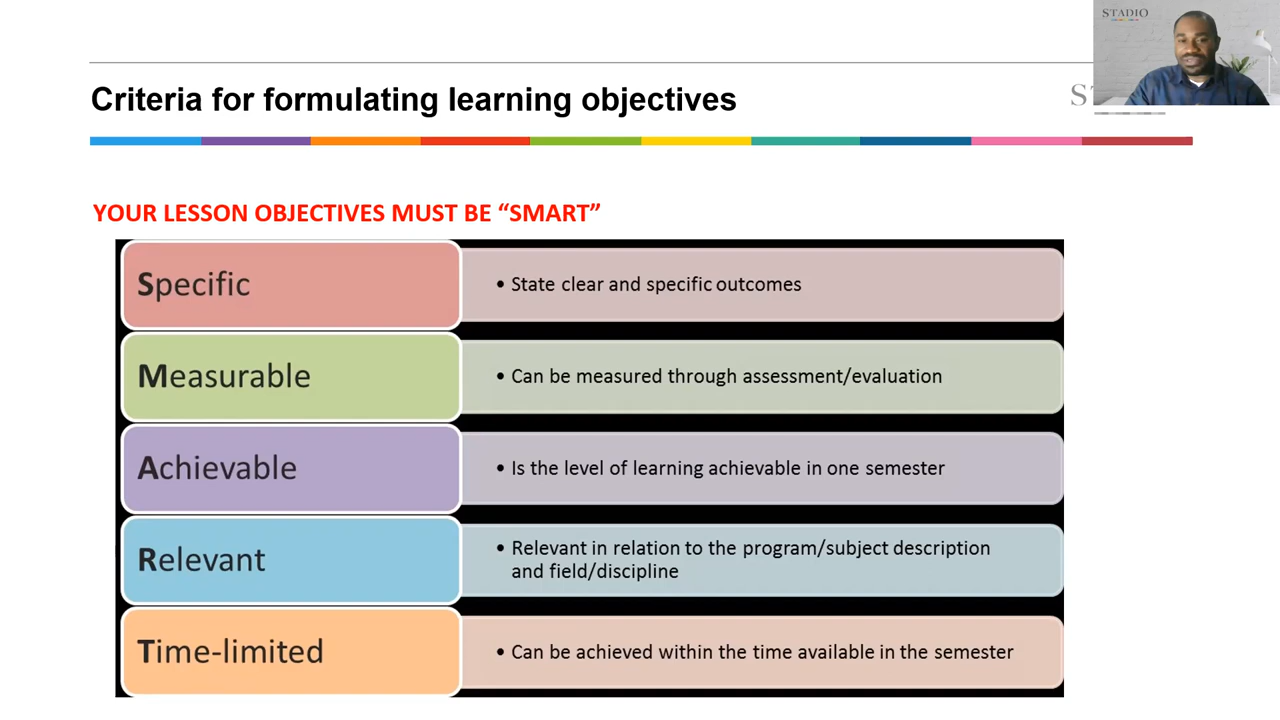 STADIO
Criteria for formulating learning objectives
YOUR LESSON OBJECTIVES MUST BE “SMART”
Specific
• State clear and specific outcomes
Measurable
• Can be measured through assessment/evaluation
Achievable
• Is the level of learning achievable in one semester
Relevant
• Relevant in relation to the program/subject description
and field/discipline
Time-limited
• Can be achieved within the time available in the semester